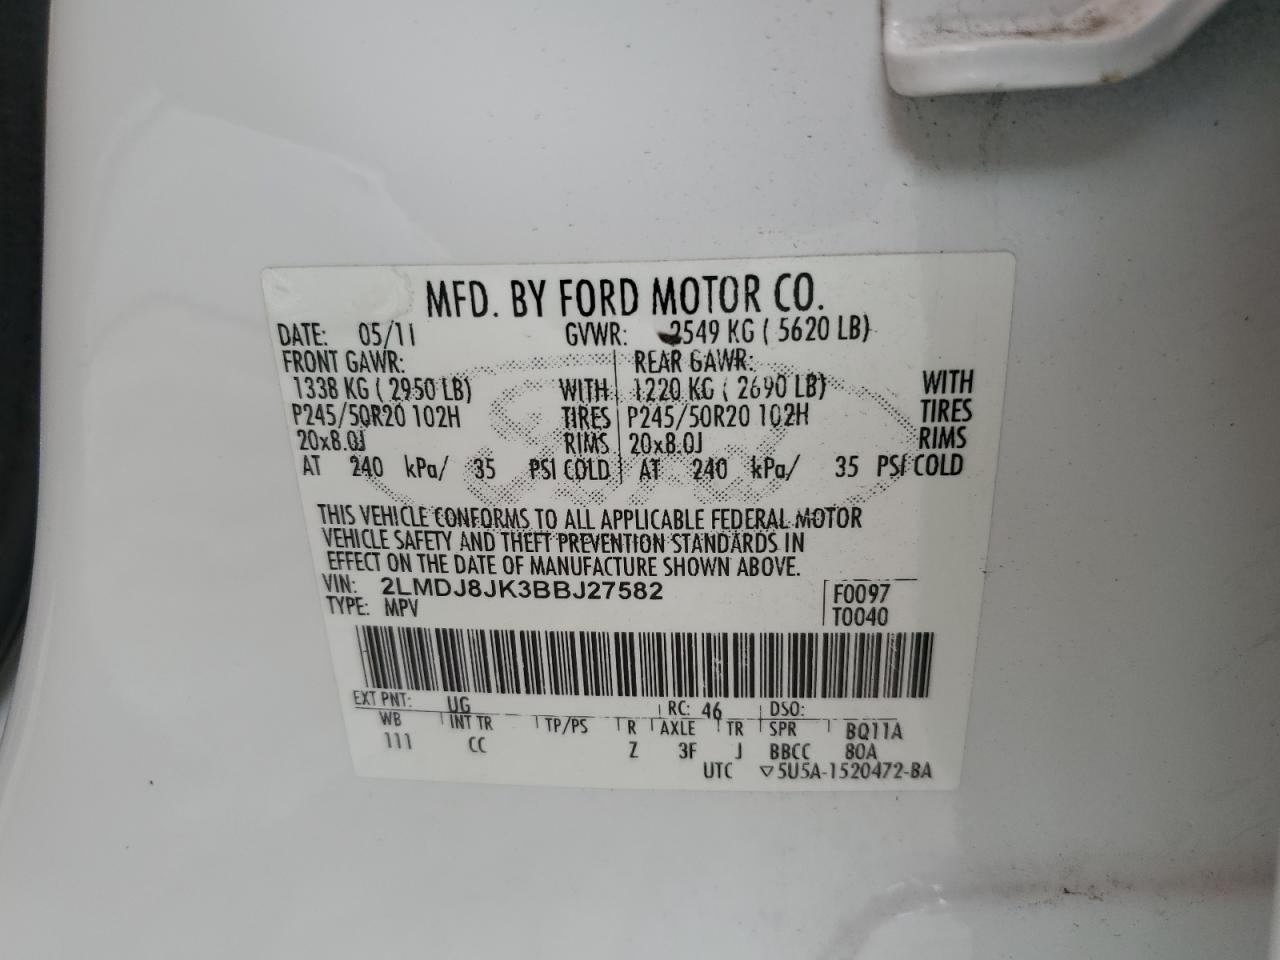 MFD. BY FORD MOTOR CO.
DATE: 05/11 GVWR: 2549 KG ( 5620 LB)
FRONT GAWR: REAR GAWR:
1338 KG ( 2950 LB) WITH 1220 KG ( 2690 LB) WITH
P245/50R20 102H TIRES P245/50R20 102H TIRES
20x8.0J RIMS 20x8.0J RIMS
AT 240 kPa/ 35 PSI COLD AT 240 kPa/ 35 PSI COLD
THIS VEHICLE CONFORMS TO ALL APPLICABLE FEDERAL MOTOR
VEHICLE SAFETY AND THEFT PREVENTION STANDARDS IN
EFFECT ON THE DATE OF MANUFACTURE SHOWN ABOVE.
VIN: 2LMDJ8JK3BBJ27582 F0097
TYPE: MPV T0040
EXT PNT: UG RC: 46 DSO:
WB INT TR TP/PS R AXLE TR SPR BQ11A
111 CC Z 3F J BBCC 80A
UTC ▽5U5A-1520472-BA